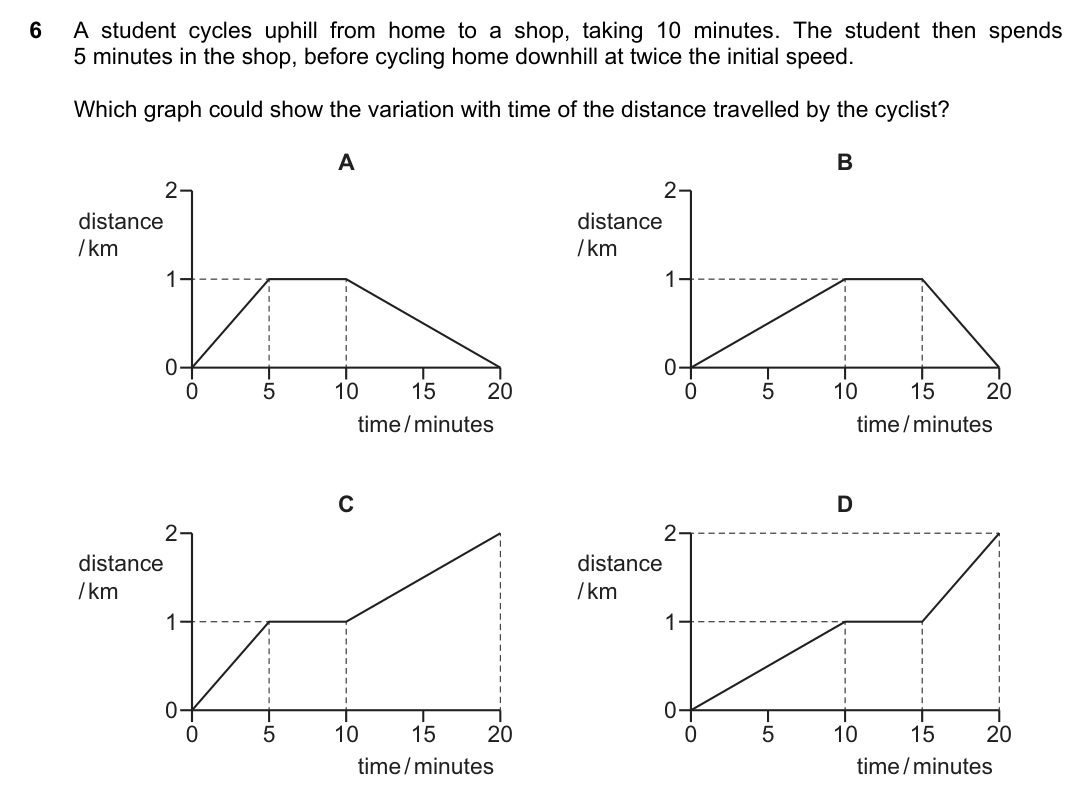 6 A student cycles uphill from home to a shop, taking 10 minutes. The student then spends
5 minutes in the shop, before cycling home downhill at twice the initial speed.
Which graph could show the variation with time of the distance travelled by the cyclist?
A
2
distance
/km
1
0
0 5 10 15 20
time/minutes
B
2
distance
/km
1
0
0 5 10 15 20
time/minutes
C
2
distance
/km
1
0
0 5 10 15 20
time/minutes
D
2
distance
/km
1
0
0 5 10 15 20
time/minutes